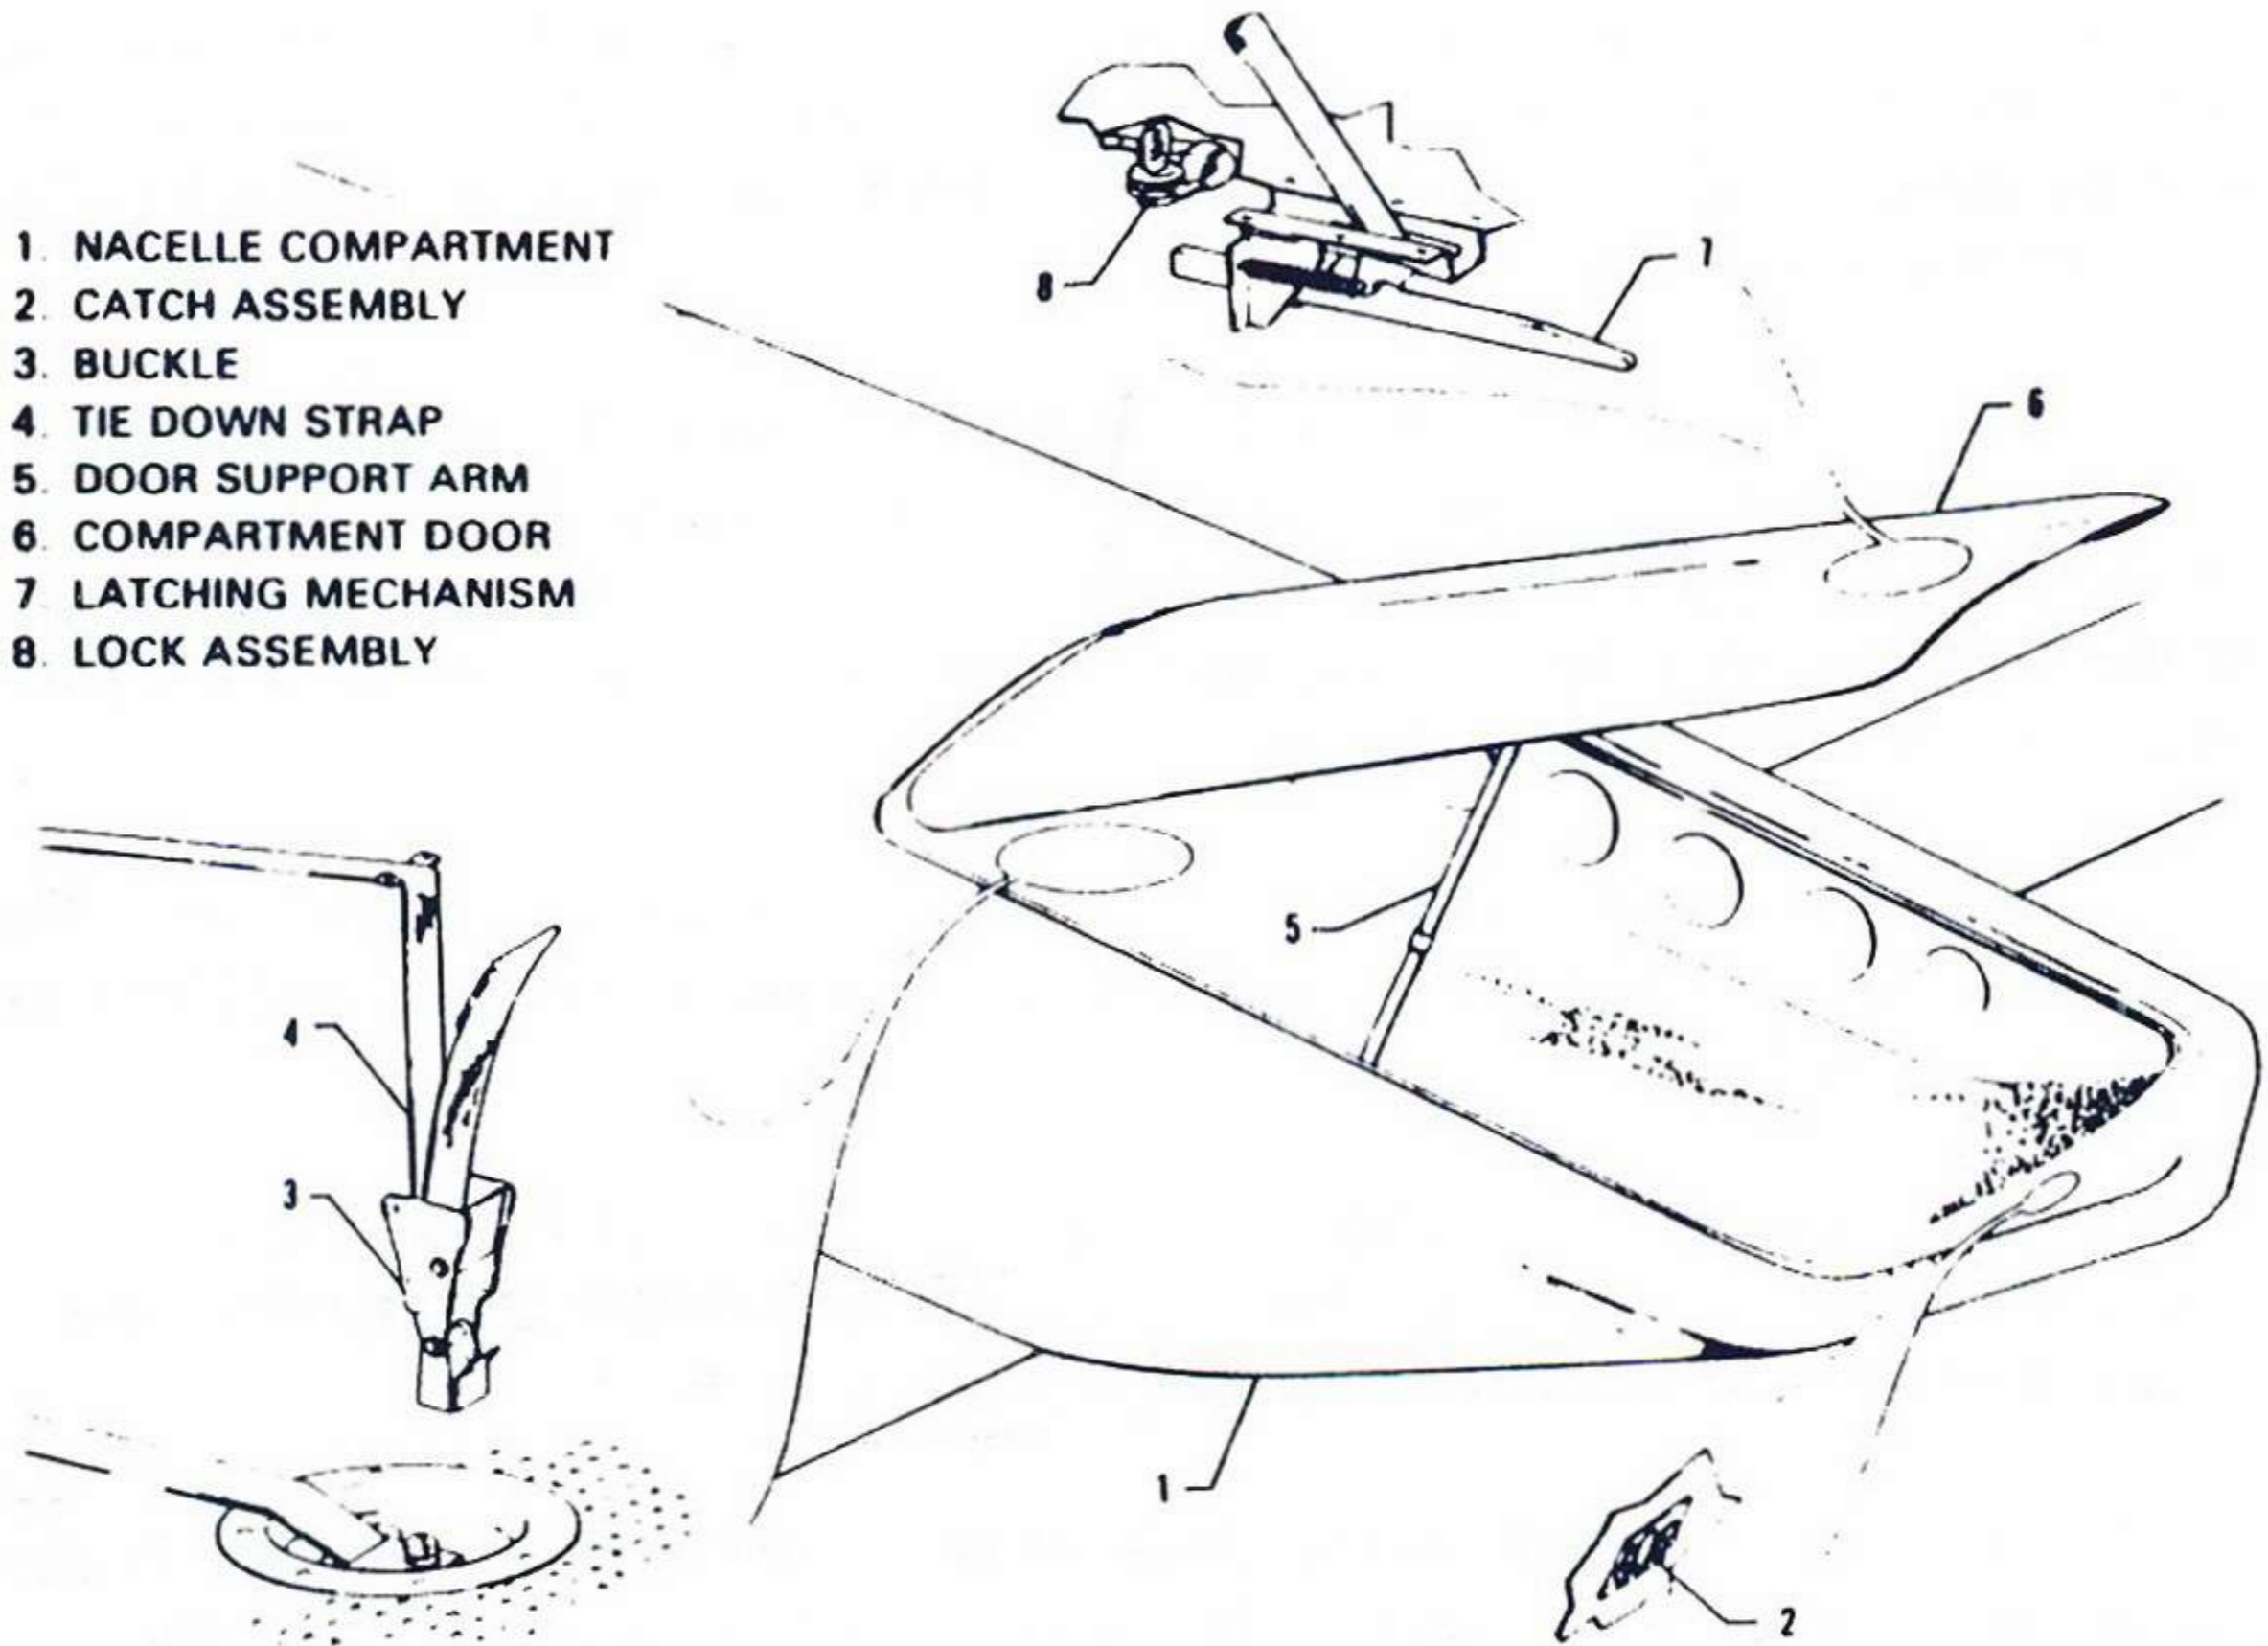 1. NACELLE COMPARTMENT
2. CATCH ASSEMBLY
3. BUCKLE
4. TIE DOWN STRAP
5. DOOR SUPPORT ARM
6. COMPARTMENT DOOR
7. LATCHING MECHANISM
8. LOCK ASSEMBLY
8
7
6
5
4
3
1
2